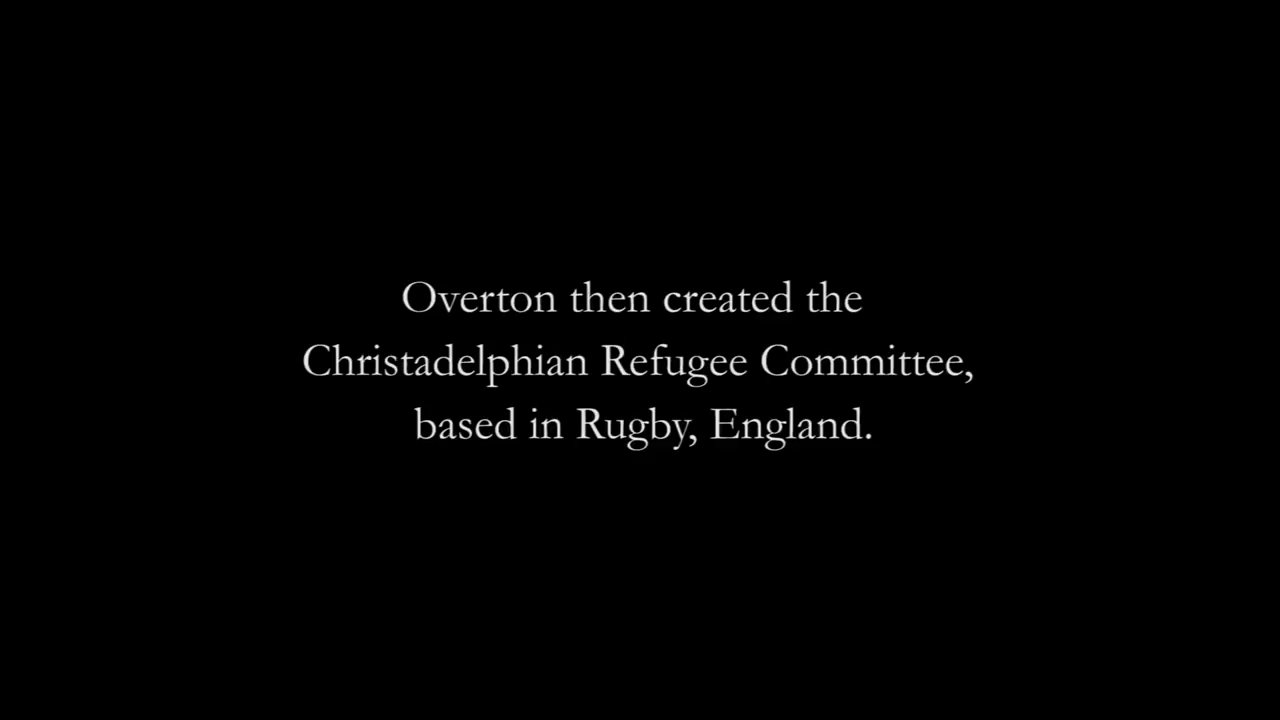 Overton then created the
Christadelphian Refugee Committee,
based in Rugby, England.